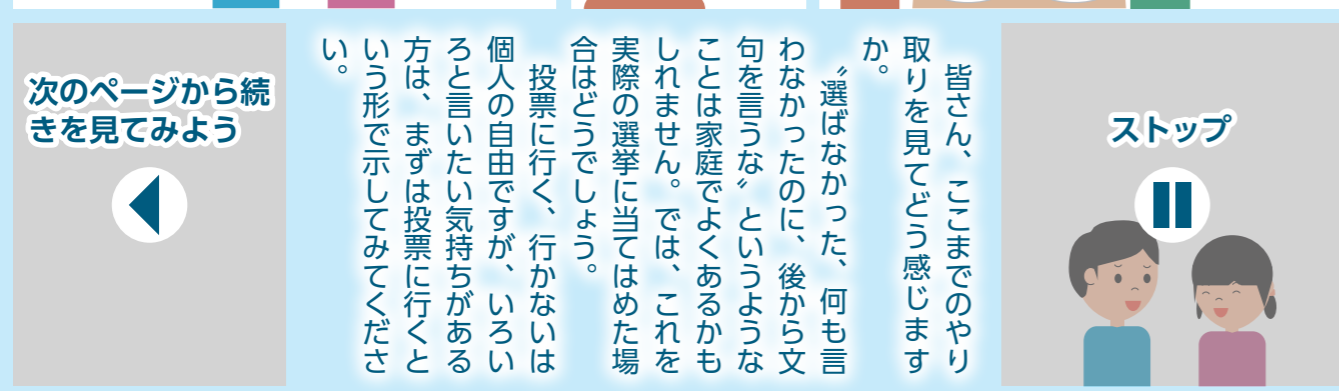 ストップ
皆さん、ここまでのやり
取りを見てどう感じます
か。
〝選ばなかった、何も言
わなかったのに、後から文
句を言うな〟というような
ことは家庭でよくあるかも
しれません。では、これを
実際の選挙に当てはめた場
合はどうでしょう。
投票に行く、行かないは
個人の自由ですが、いろい
ろと言いたい気持ちがある
方は、まずは投票に行くと
いう形で示してみてくださ
い。
次のページから続
きを見てみよう